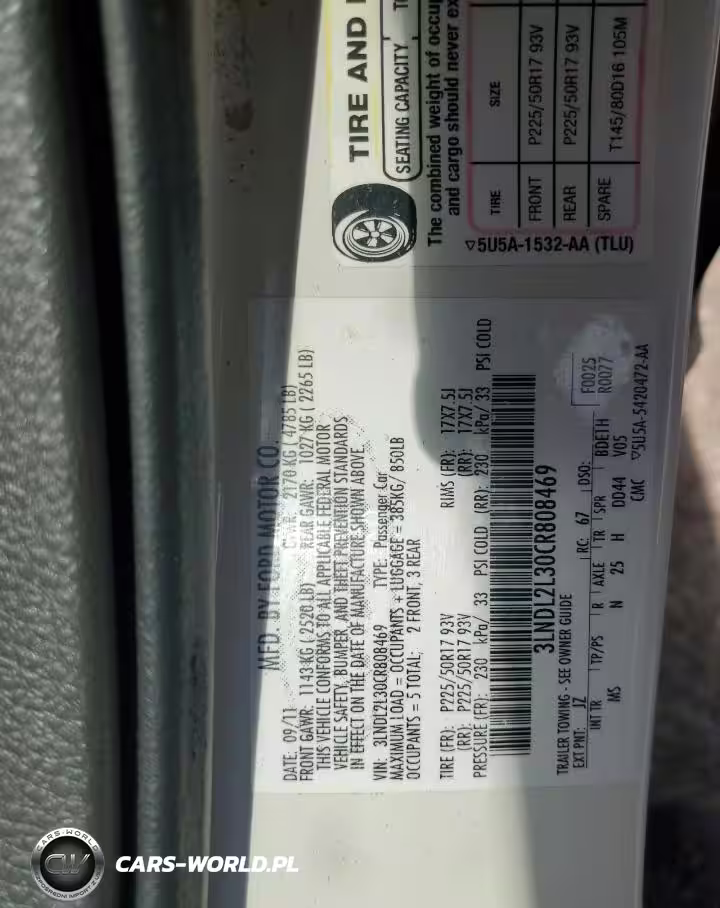 MFD. BY FORD MOTOR CO.
DATE: 09/11 GVWR: 2170 KG ( 4785 LB)
FRONT GAWR: 1143 KG ( 2520 LB) REAR GAWR: 1027 KG ( 2265 LB)
THIS VEHICLE CONFORMS TO ALL APPLICABLE FEDERAL MOTOR
VEHICLE SAFETY, BUMPER, AND THEFT PREVENTION STANDARDS
IN EFFECT ON THE DATE OF MANUFACTURE SHOWN ABOVE.
VIN: 3LNDL2L30CR808469 TYPE: Passenger Car
MAXIMUM LOAD = OCCUPANTS + LUGGAGE = 385KG/ 850LB
OCCUPANTS = 5 TOTAL: 2 FRONT, 3 REAR
TIRE (FR): P225/50R17 93V RIMS (FR): 17X7.5J
(RR): P225/50R17 93V (RR): 17X7.5J
PRESSURE (FR): 230 kPa/ 33 PSI COLD (RR): 230 kPa/ 33 PSI COLD
3LNDL2L30CR808469
TRAILER TOWING - SEE OWNER GUIDE
F0025
R0077
EXT PNT: JZ RC: 67 DSO:
INT TR TP/PS R AXLE TR SPR BDETH
MS N 25 H DD44 V05
CMC ▽5U5A-5420472-AA
TIRE AND
SEATING CAPACITY
The combined weight of occup
and cargo should never ex
TIRE SIZE
FRONT P225/50R17 93V
REAR P225/50R17 93V
SPARE T145/80D16 105M
▽5U5A-1532-AA (TLU)
CARS-WORLD
CW
CARS-WORLD.PL